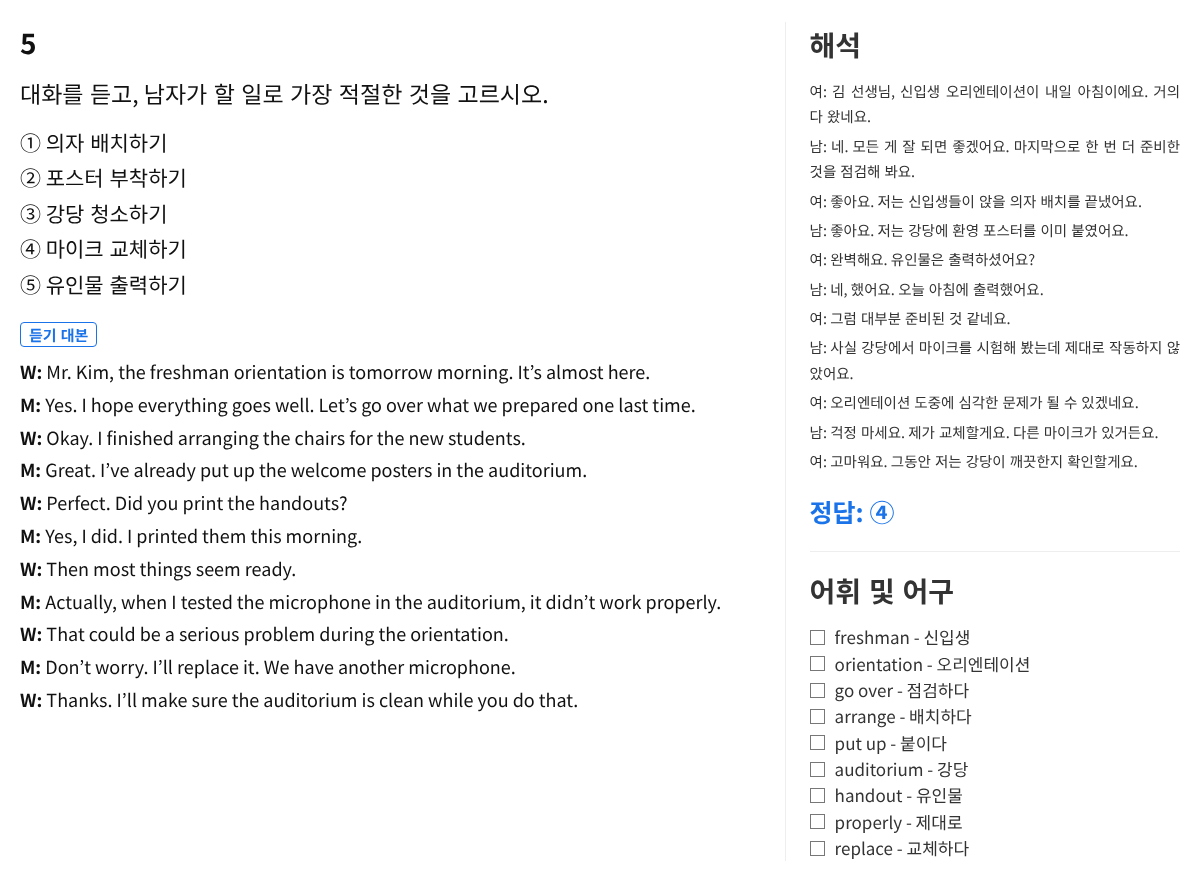 5
대화를 듣고, 남자가 할 일로 가장 적절한 것을 고르시오.
① 의자 배치하기
② 포스터 부착하기
③ 강당 청소하기
④ 마이크 교체하기
⑤ 유인물 출력하기
듣기 대본
W: Mr. Kim, the freshman orientation is tomorrow morning. It’s almost here.
M: Yes. I hope everything goes well. Let’s go over what we prepared one last time.
W: Okay. I finished arranging the chairs for the new students.
M: Great. I’ve already put up the welcome posters in the auditorium.
W: Perfect. Did you print the handouts?
M: Yes, I did. I printed them this morning.
W: Then most things seem ready.
M: Actually, when I tested the microphone in the auditorium, it didn’t work properly.
W: That could be a serious problem during the orientation.
M: Don’t worry. I’ll replace it. We have another microphone.
W: Thanks. I’ll make sure the auditorium is clean while you do that.
해석
여: 김 선생님, 신입생 오리엔테이션이 내일 아침이에요. 거의
다 왔네요.
남: 네. 모든 게 잘 되면 좋겠어요. 마지막으로 한 번 더 준비한
것을 점검해 봐요.
여: 좋아요. 저는 신입생들이 앉을 의자 배치를 끝냈어요.
남: 좋아요. 저는 강당에 환영 포스터를 이미 붙였어요.
여: 완벽해요. 유인물은 출력하셨어요?
남: 네, 했어요. 오늘 아침에 출력했어요.
여: 그럼 대부분 준비된 것 같네요.
남: 사실 강당에서 마이크를 시험해 봤는데 제대로 작동하지 않
았어요.
여: 오리엔테이션 도중에 심각한 문제가 될 수 있겠네요.
남: 걱정 마세요. 제가 교체할게요. 다른 마이크가 있거든요.
여: 고마워요. 그동안 저는 강당이 깨끗한지 확인할게요.
정답: ④
어휘 및 어구
☐ freshman - 신입생
☐ orientation - 오리엔테이션
☐ go over - 점검하다
☐ arrange - 배치하다
☐ put up - 붙이다
☐ auditorium - 강당
☐ handout - 유인물
☐ properly - 제대로
☐ replace - 교체하다